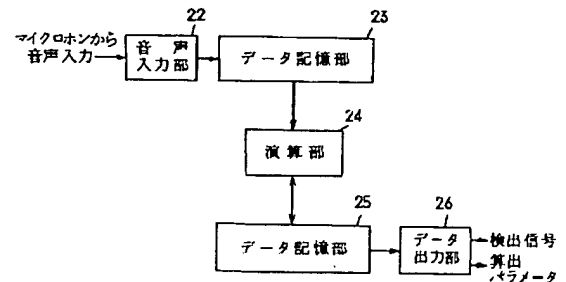 22
23
マイクロホンから
音声入力
音声
入力部
データ記憶部
24
演算部
25
26
データ記憶部
データ
出力部
検出信号
算出
パラメータ